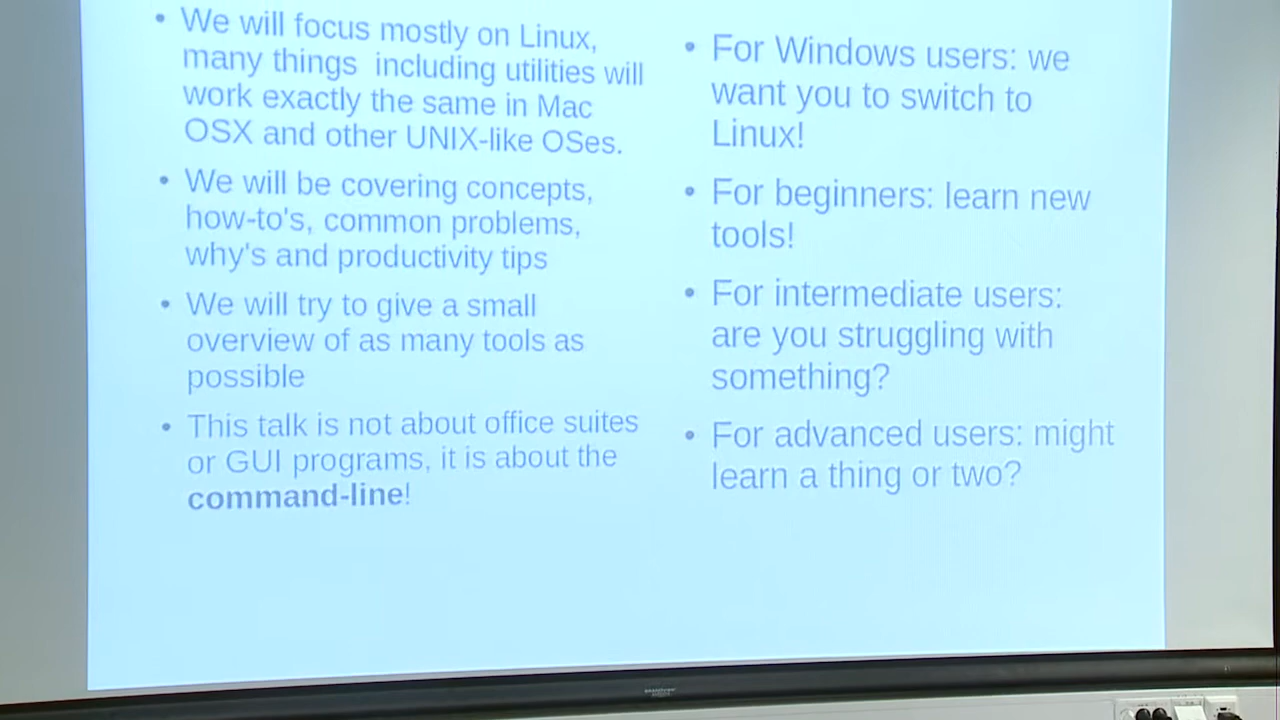 • We will focus mostly on Linux,
many things  including utilities will
work exactly the same in Mac
OSX and other UNIX-like OSes.
• We will be covering concepts,
how-to's, common problems,
why's and productivity tips
• We will try to give a small
overview of as many tools as
possible
• This talk is not about office suites
or GUI programs, it is about the
command-line!
• For Windows users: we
want you to switch to
Linux!
• For beginners: learn new
tools!
• For intermediate users:
are you struggling with
something?
• For advanced users: might
learn a thing or two?